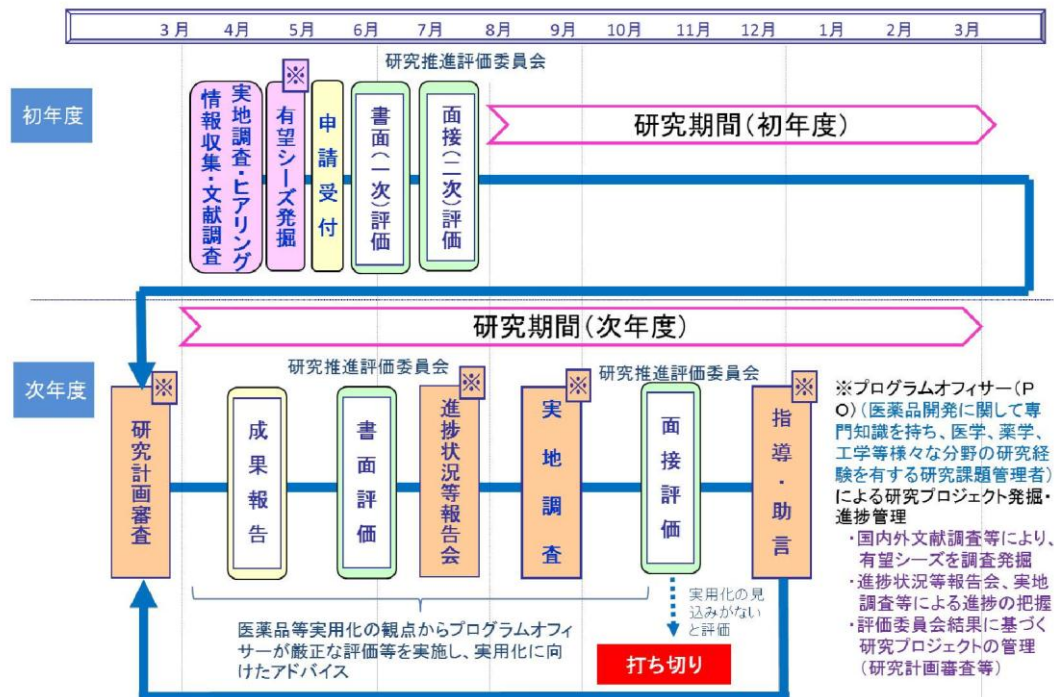 3月 4月 5月 6月 7月 8月 9月 10月 11月 12月 1月 2月 3月
研究推進評価委員会
初年度
実地調査・ヒアリング
情報収集・文献調査
※
有望シーズ発掘
申請受付
書面(一次)評価
面接(二次)評価
研究期間(初年度)
研究期間(次年度)
次年度
研究推進評価委員会
研究推進評価委員会
※
研究計画審査
成果報告
書面評価
※
進捗状況等報告会
※
実地調査
面接評価
※
指導・助言
実用化の見
込みがない
と評価
打ち切り
医薬品等実用化の観点からプログラムオフィ
サーが厳正な評価等を実施し、実用化に向
けたアドバイス
※プログラムオフィサー(P
O)(医薬品開発に関して専
門知識を持ち、医学、薬学、
工学等様々な分野の研究経
験を有する研究課題管理者)
による研究プロジェクト発掘・
進捗管理
・国内外文献調査等により、
有望シーズを調査発掘
・進捗状況等報告会、実地
調査等による進捗の把握
・評価委員会結果に基づく
研究プロジェクトの管理
(研究計画審査等)